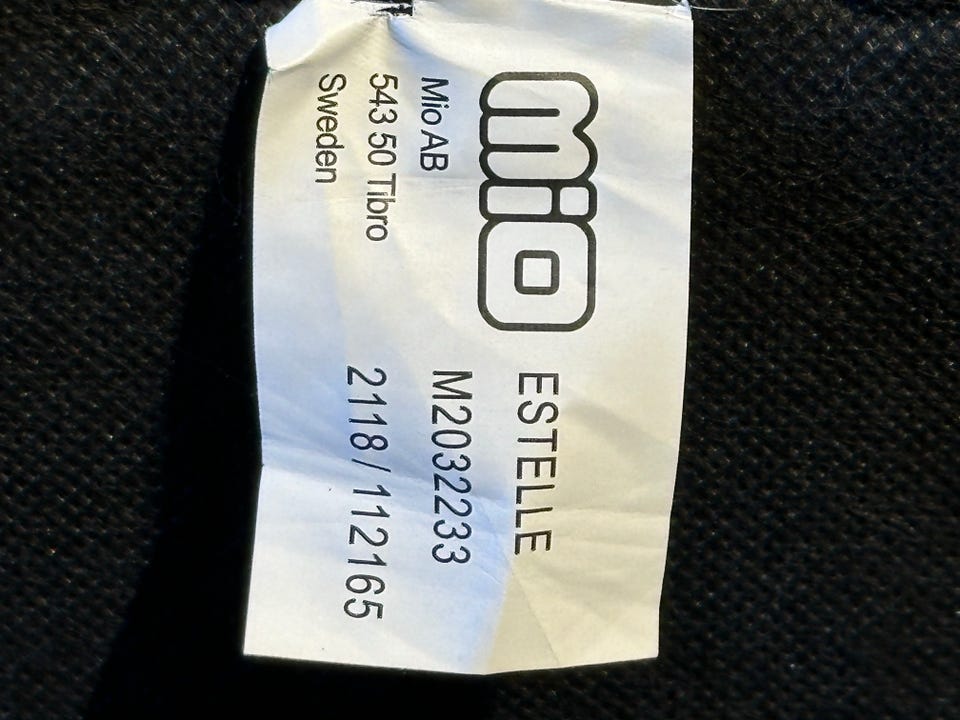 mio
Mio AB
543 50 Tibro
Sweden
ESTELLE
M2032233
2118/112165